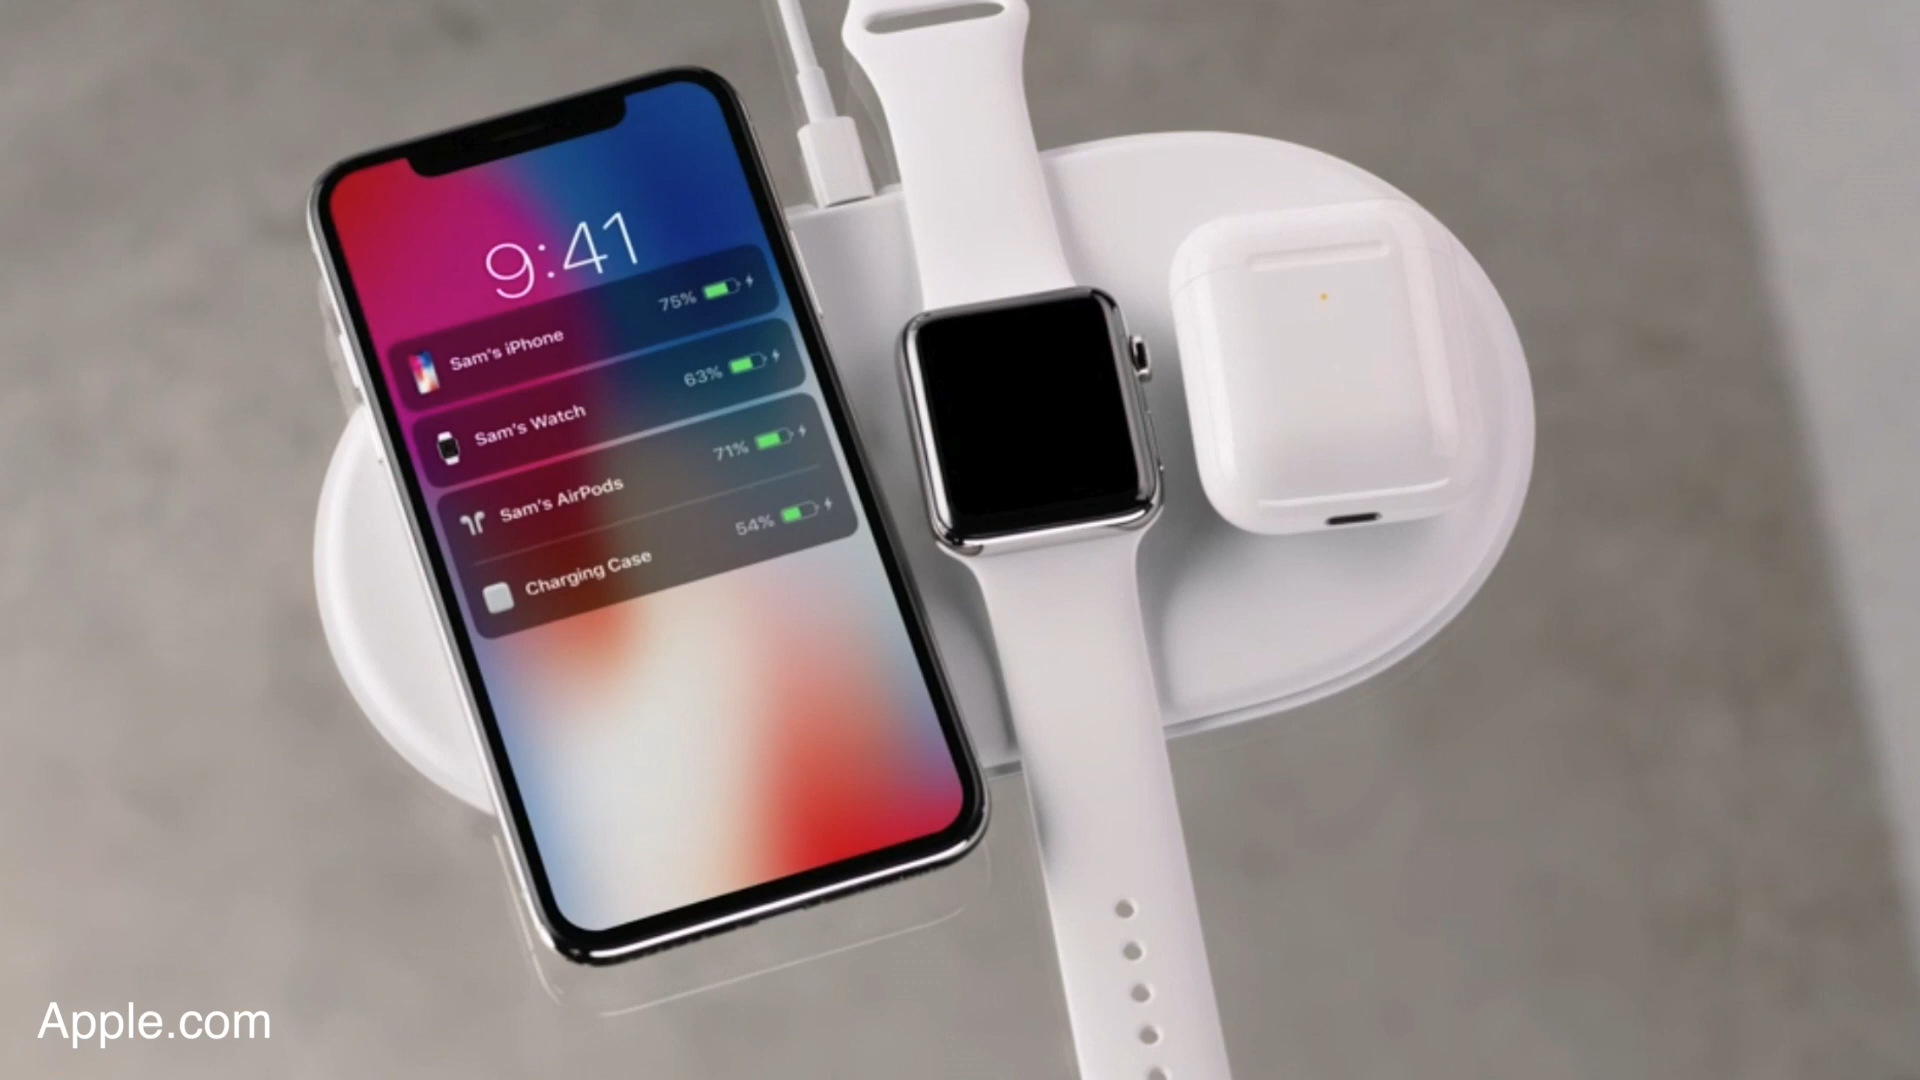 9:41
Sam's iPhone 75%
Sam's Watch 63%
Sam's AirPods 71%
Charging Case 54%
Apple.com